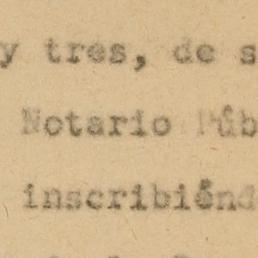 y tres, de s
Notario Púb
inscribiénd